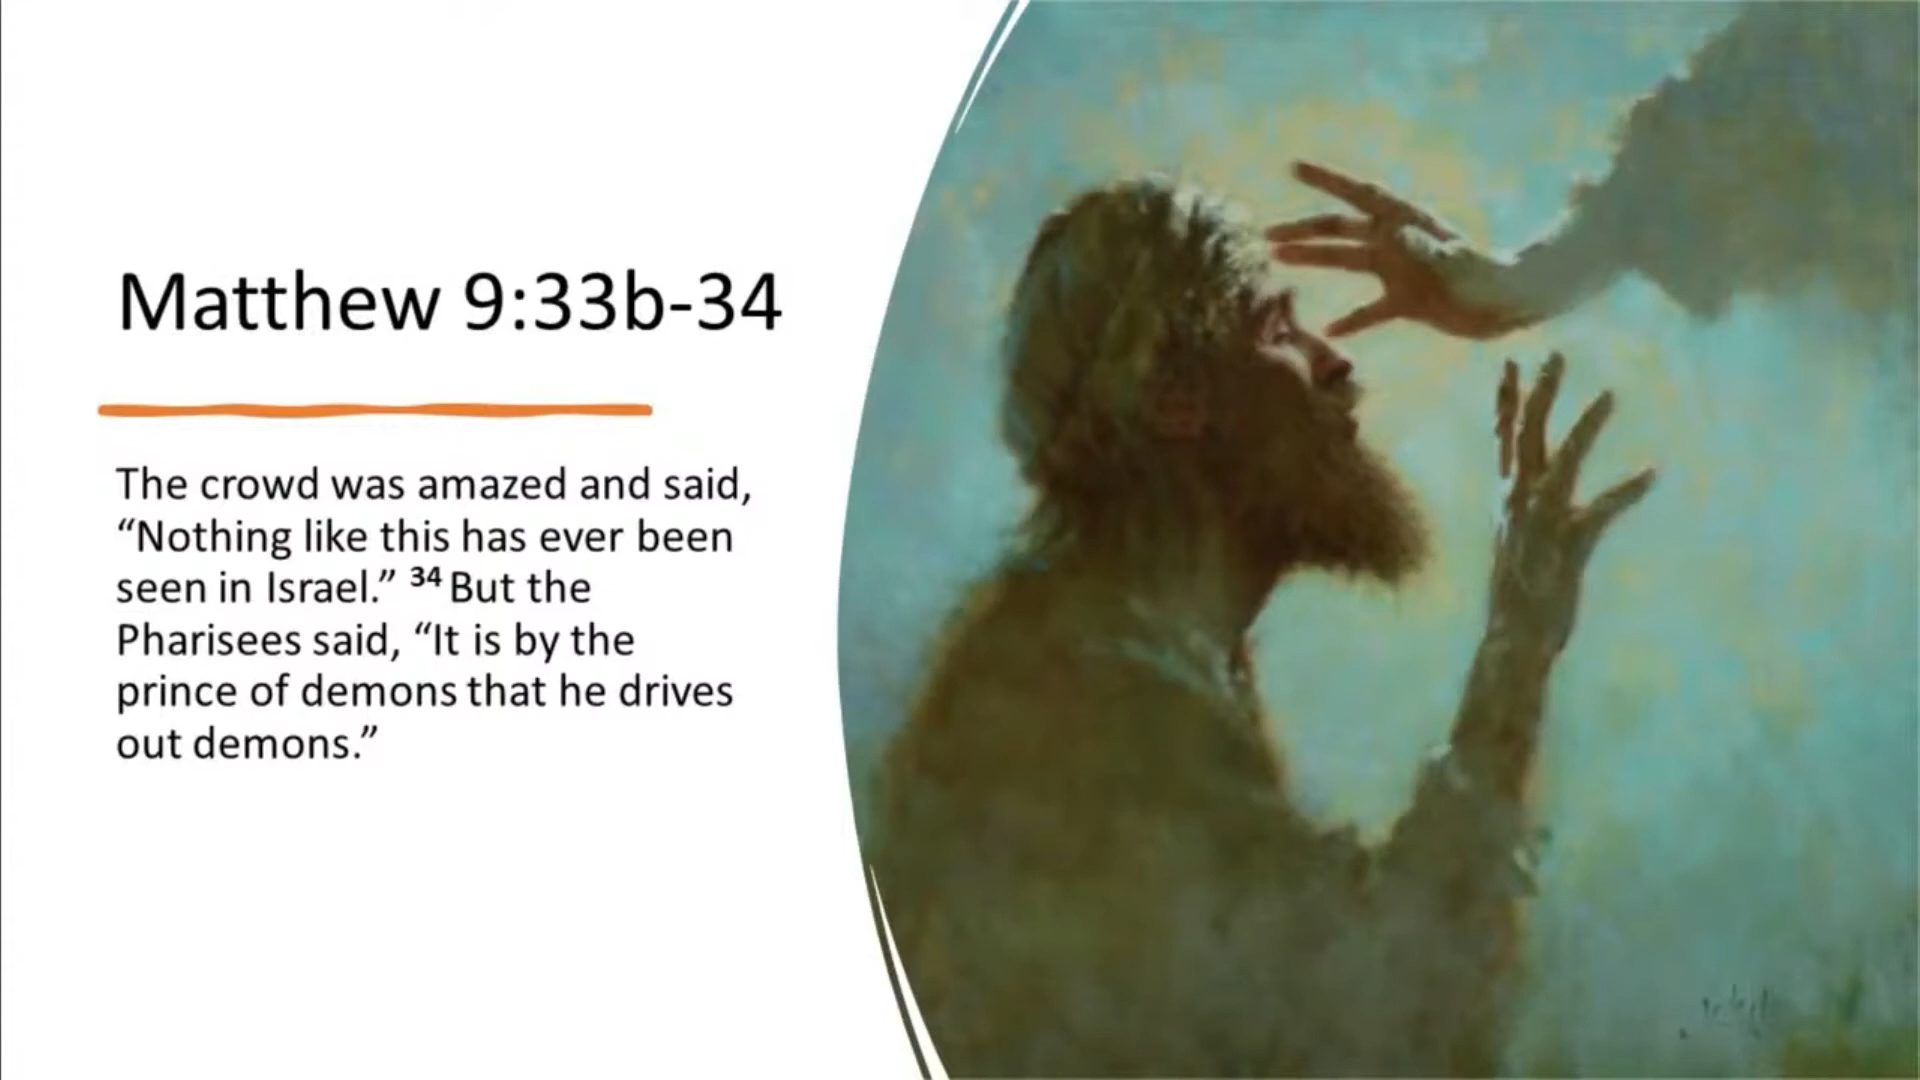 Matthew 9:33b-34
The crowd was amazed and said,
“Nothing like this has ever been
seen in Israel.” ³⁴ But the
Pharisees said, “It is by the
prince of demons that he drives
out demons.”